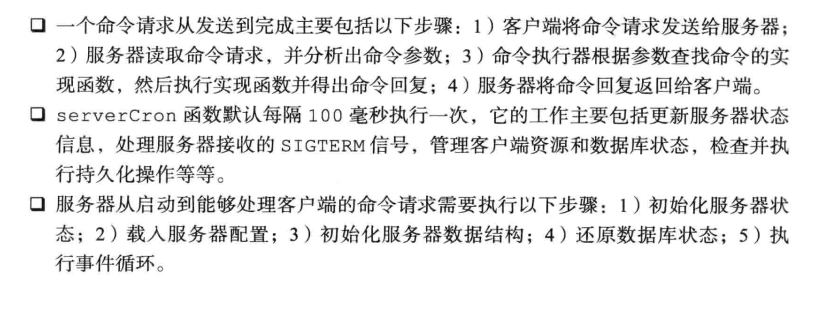 ❑ 一个命令请求从发送到完成主要包括以下步骤：1）客户端将命令请求发送给服务器；
2）服务器读取命令请求，并分析出命令参数；3）命令执行器根据参数查找命令的实
现函数，然后执行实现函数并得出命令回复；4）服务器将命令回复返回给客户端。
❑ serverCron 函数默认每隔 100 毫秒执行一次，它的工作主要包括更新服务器状态
信息，处理服务器接收的 SIGTERM 信号，管理客户端资源和数据库状态，检查并执
行持久化操作等等。
❑ 服务器从启动到能够处理客户端的命令请求需要执行以下步骤：1）初始化服务器状
态；2）载入服务器配置；3）初始化服务器数据结构；4）还原数据库状态；5）执
行事件循环。